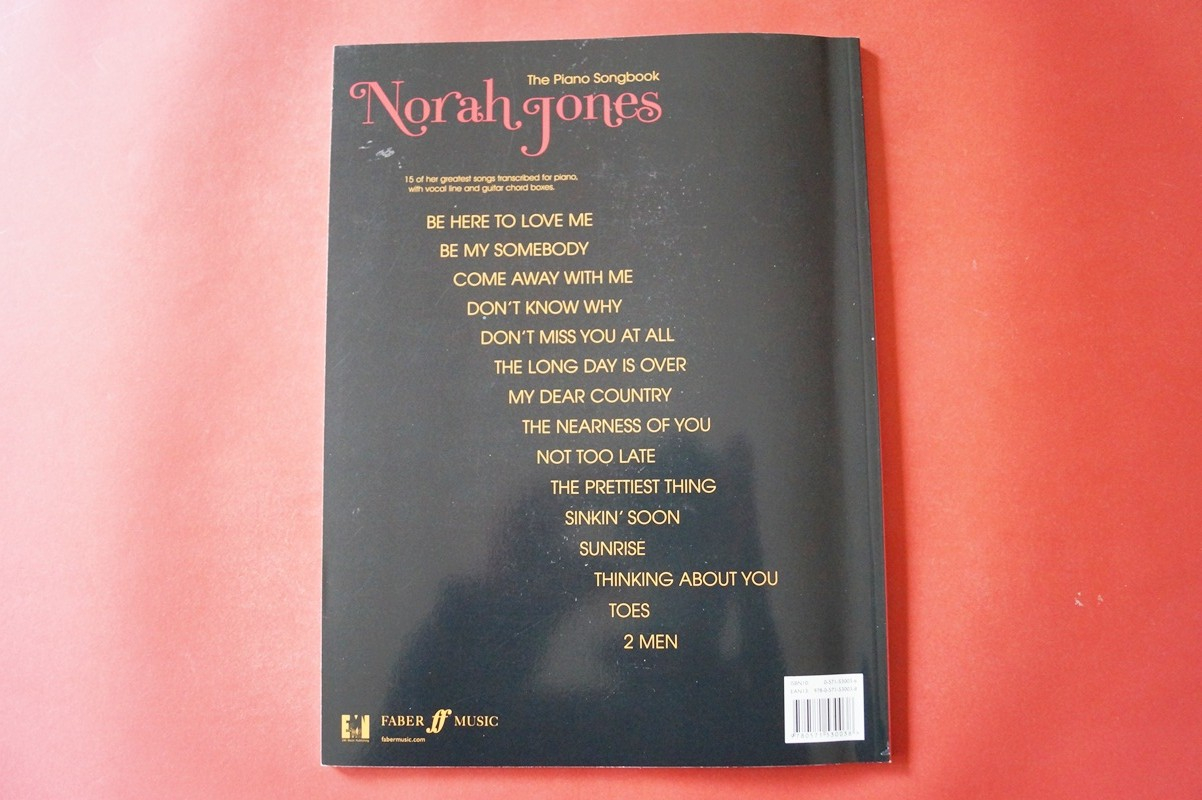 The Piano Songbook
Norah Jones
15 of her greatest songs transcribed for piano,
with vocal line and guitar chord boxes.
BE HERE TO LOVE ME
BE MY SOMEBODY
COME AWAY WITH ME
DON'T KNOW WHY
DON'T MISS YOU AT ALL
THE LONG DAY IS OVER
MY DEAR COUNTRY
THE NEARNESS OF YOU
NOT TOO LATE
THE PRETTIEST THING
SINKIN' SOON
SUNRISE
THINKING ABOUT YOU
TOES
2 MEN
FABER ff MUSIC
fabermusic.com